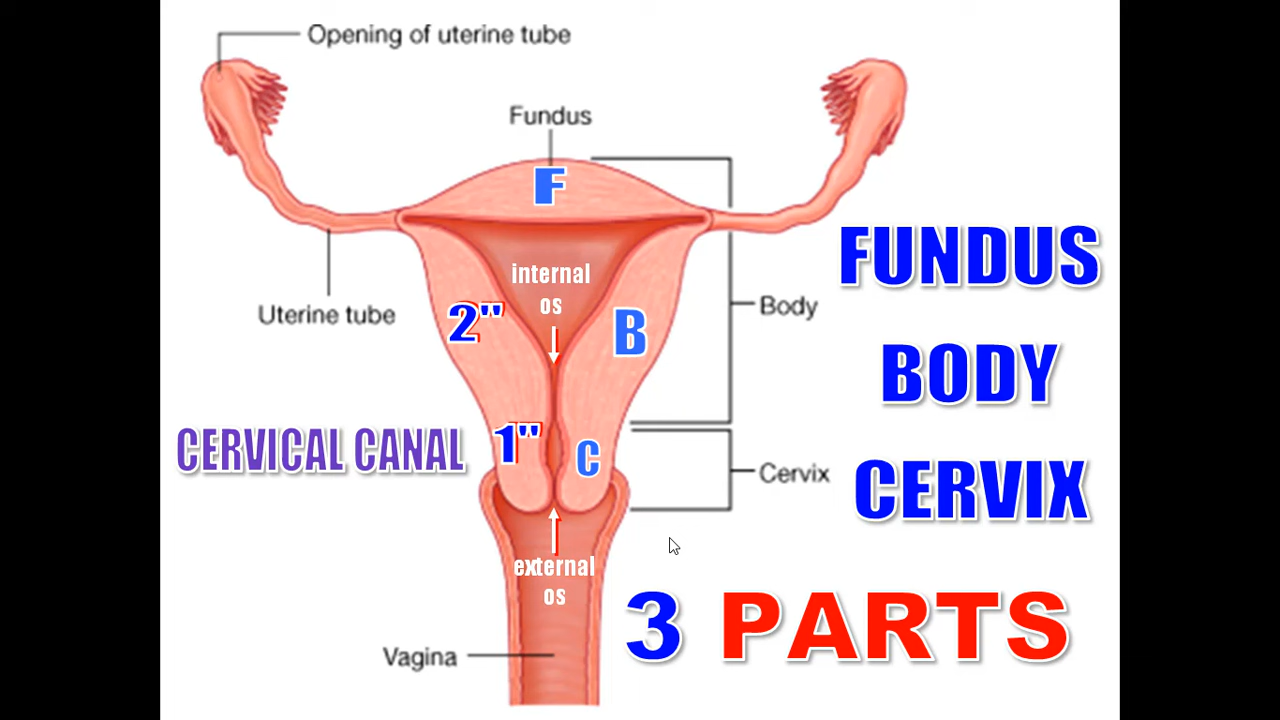 Opening of uterine tube
Fundus
F
FUNDUS
internal
os
2"
B
Body
Uterine tube
BODY
CERVICAL CANAL
1"
C
Cervix
CERVIX
external
os
3 PARTS
Vagina